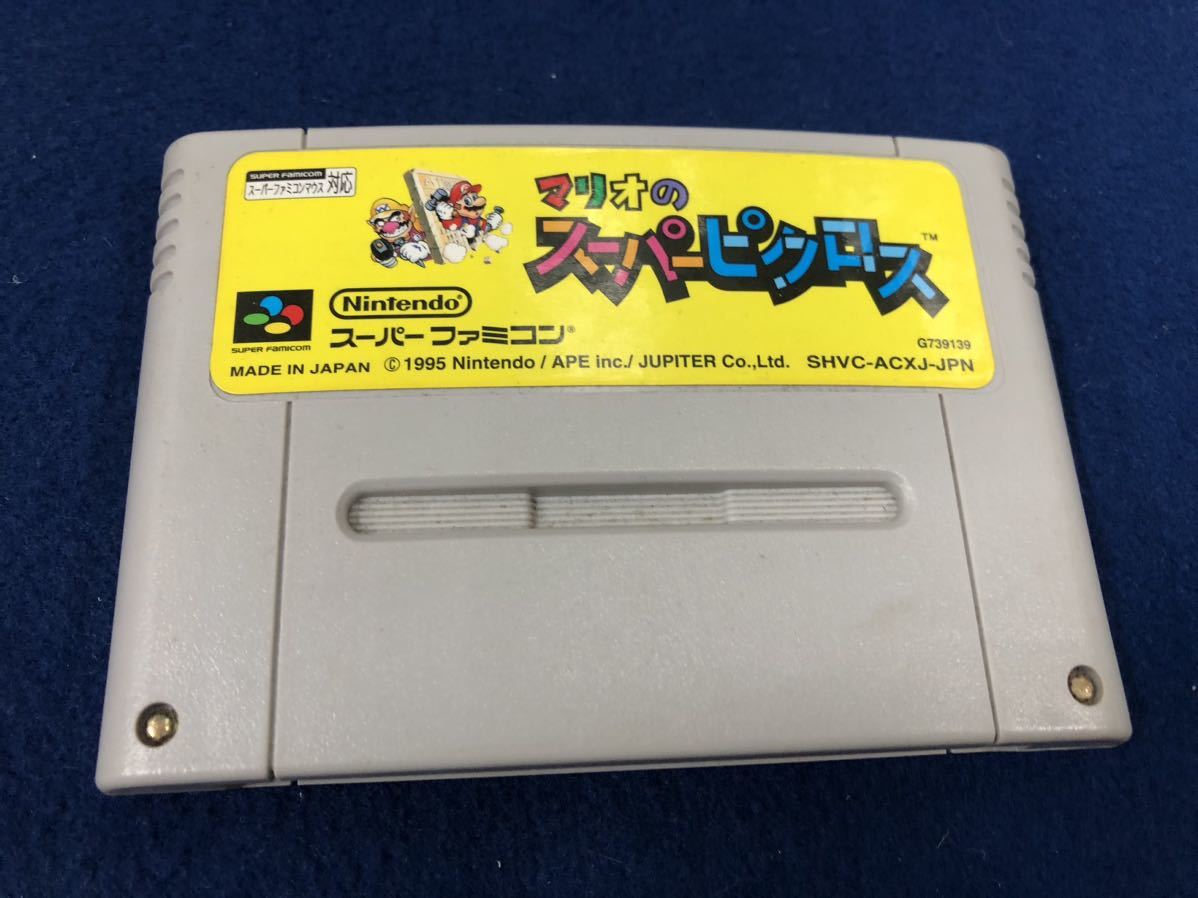 SUPER FAMICOM
スーパーファミコンマウス 対応
マリオの
スーパーピクロス™
Nintendo®
スーパーファミコン®
SUPER FAMICOM
G739139
MADE IN JAPAN © 1995 Nintendo / APE inc./ JUPITER Co.,Ltd. SHVC-ACXJ-JPN